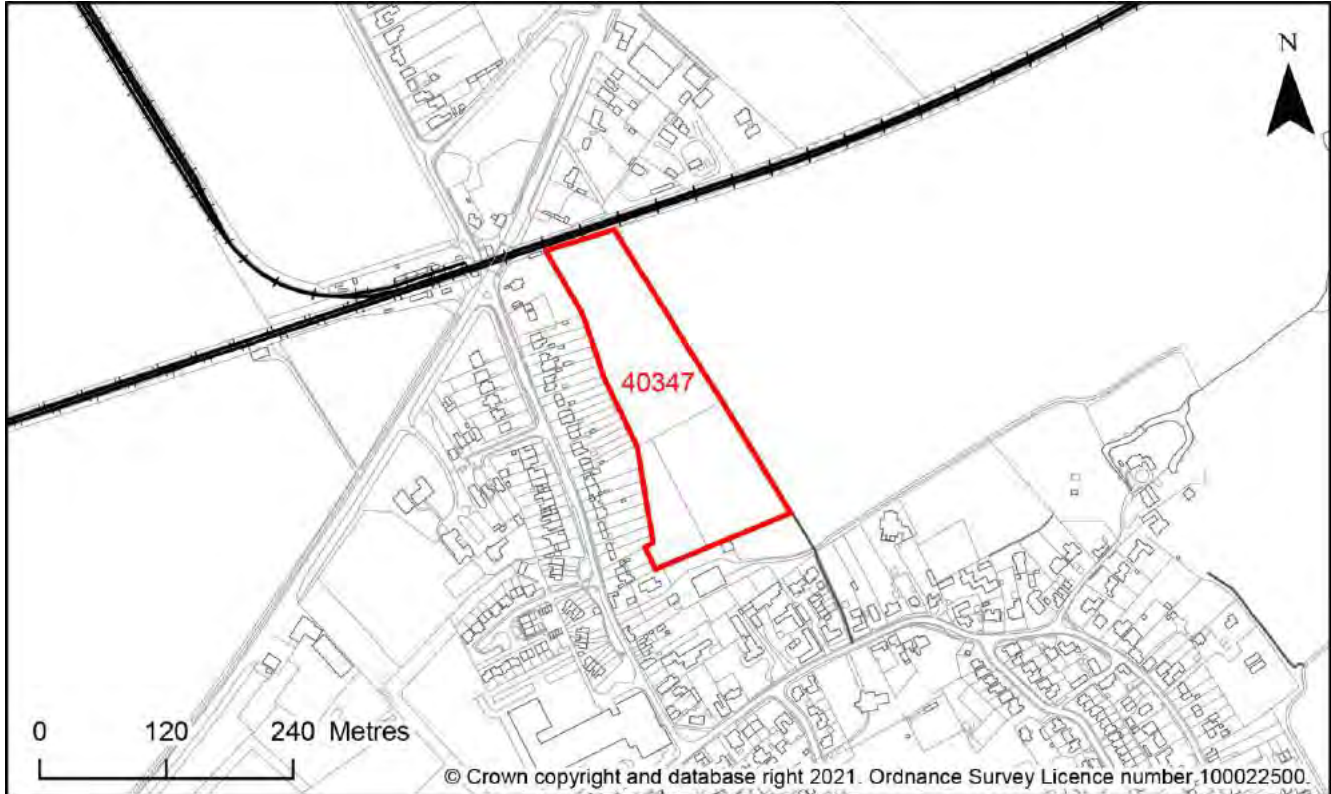 N
40347
0 120 240 Metres
© Crown copyright and database right 2021. Ordnance Survey Licence number 100022500.